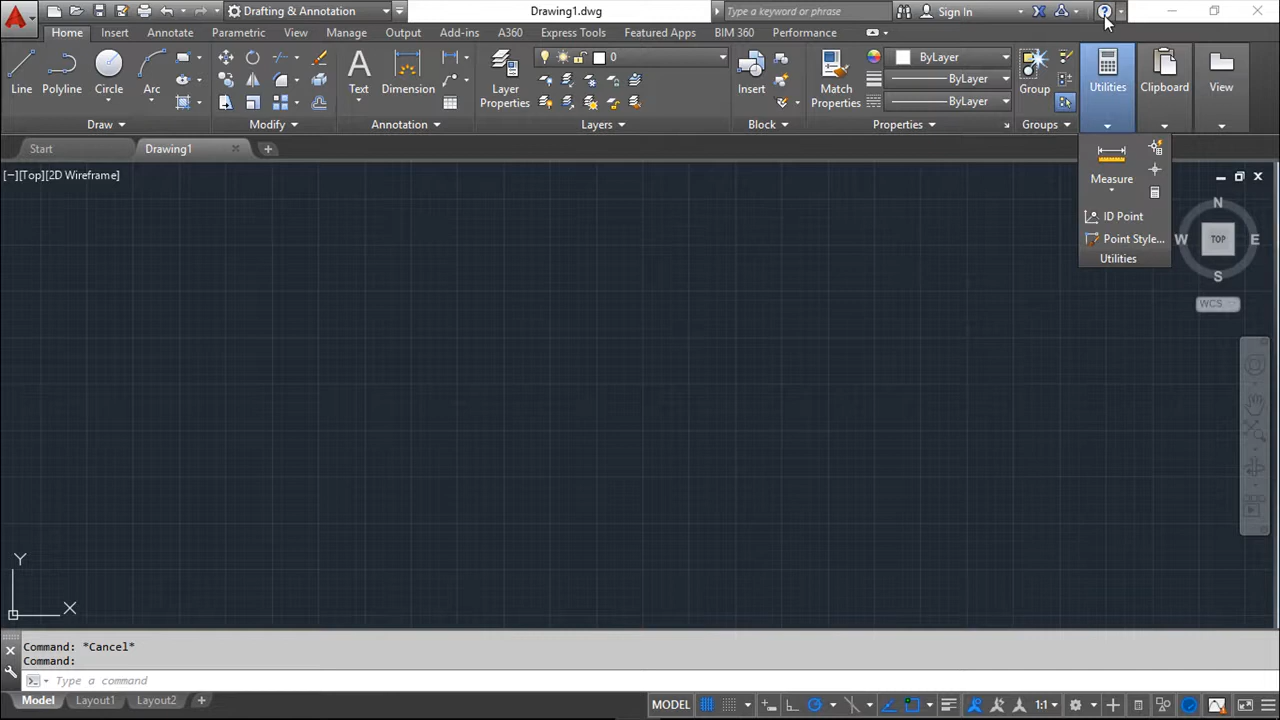 Drafting & Annotation
Drawing1.dwg
Type a keyword or phrase
Sign In
?
Home
Insert
Annotate
Parametric
View
Manage
Output
Add-ins
A360
Express Tools
Featured Apps
BIM 360
Performance
Line
Polyline
Circle
Arc
Draw
Modify
A
Text
Dimension
Annotation
Layer
Properties
0
Layers
Insert
Block
Match
Properties
ByLayer
ByLayer
ByLayer
Properties
Group
Groups
Utilities
Clipboard
View
Start
Drawing1
[−][Top][2D Wireframe]
Measure
ID Point
Point Style...
Utilities
N
W
TOP
E
S
WCS
Y
X
Command: *Cancel*
Command:
Type a command
Model
Layout1
Layout2
MODEL
1:1